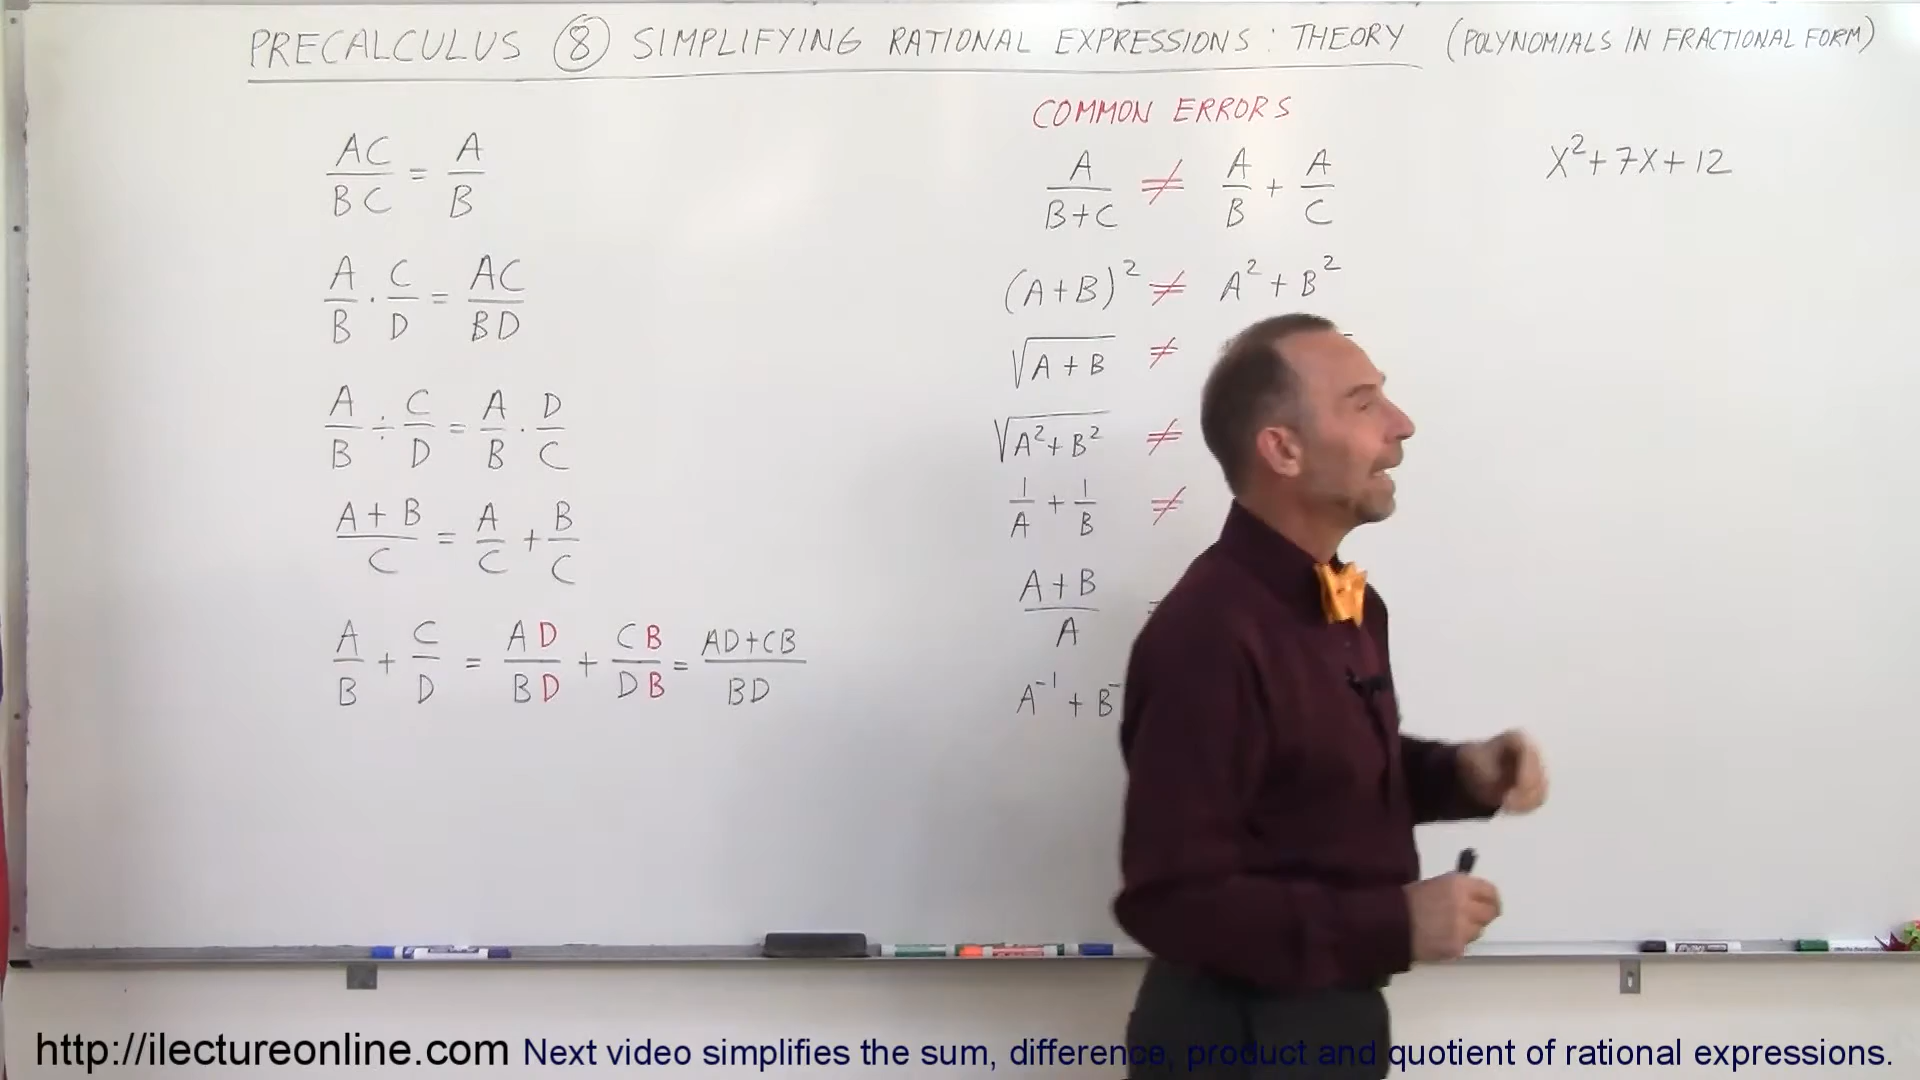 PRECALCULUS ⑧ SIMPLIFYING RATIONAL EXPRESSIONS: THEORY (POLYNOMIALS IN FRACTIONAL FORM)
AC/BC = A/B
A/B · C/D = AC/BD
A/B ÷ C/D = A/B · D/C
A+B/C = A/C + B/C
A/B + C/D = AD/BD + CB/DB = AD+CB/BD
COMMON ERRORS
A/B+C ≠ A/B + A/C
(A+B)² ≠ A² + B²
√A+B ≠
√A²+B² ≠
1/A + 1/B ≠
A+B/A
A⁻¹ + B⁻
X²+7X+12
http://ilectureonline.com Next video simplifies the sum, difference, product and quotient of rational expressions.